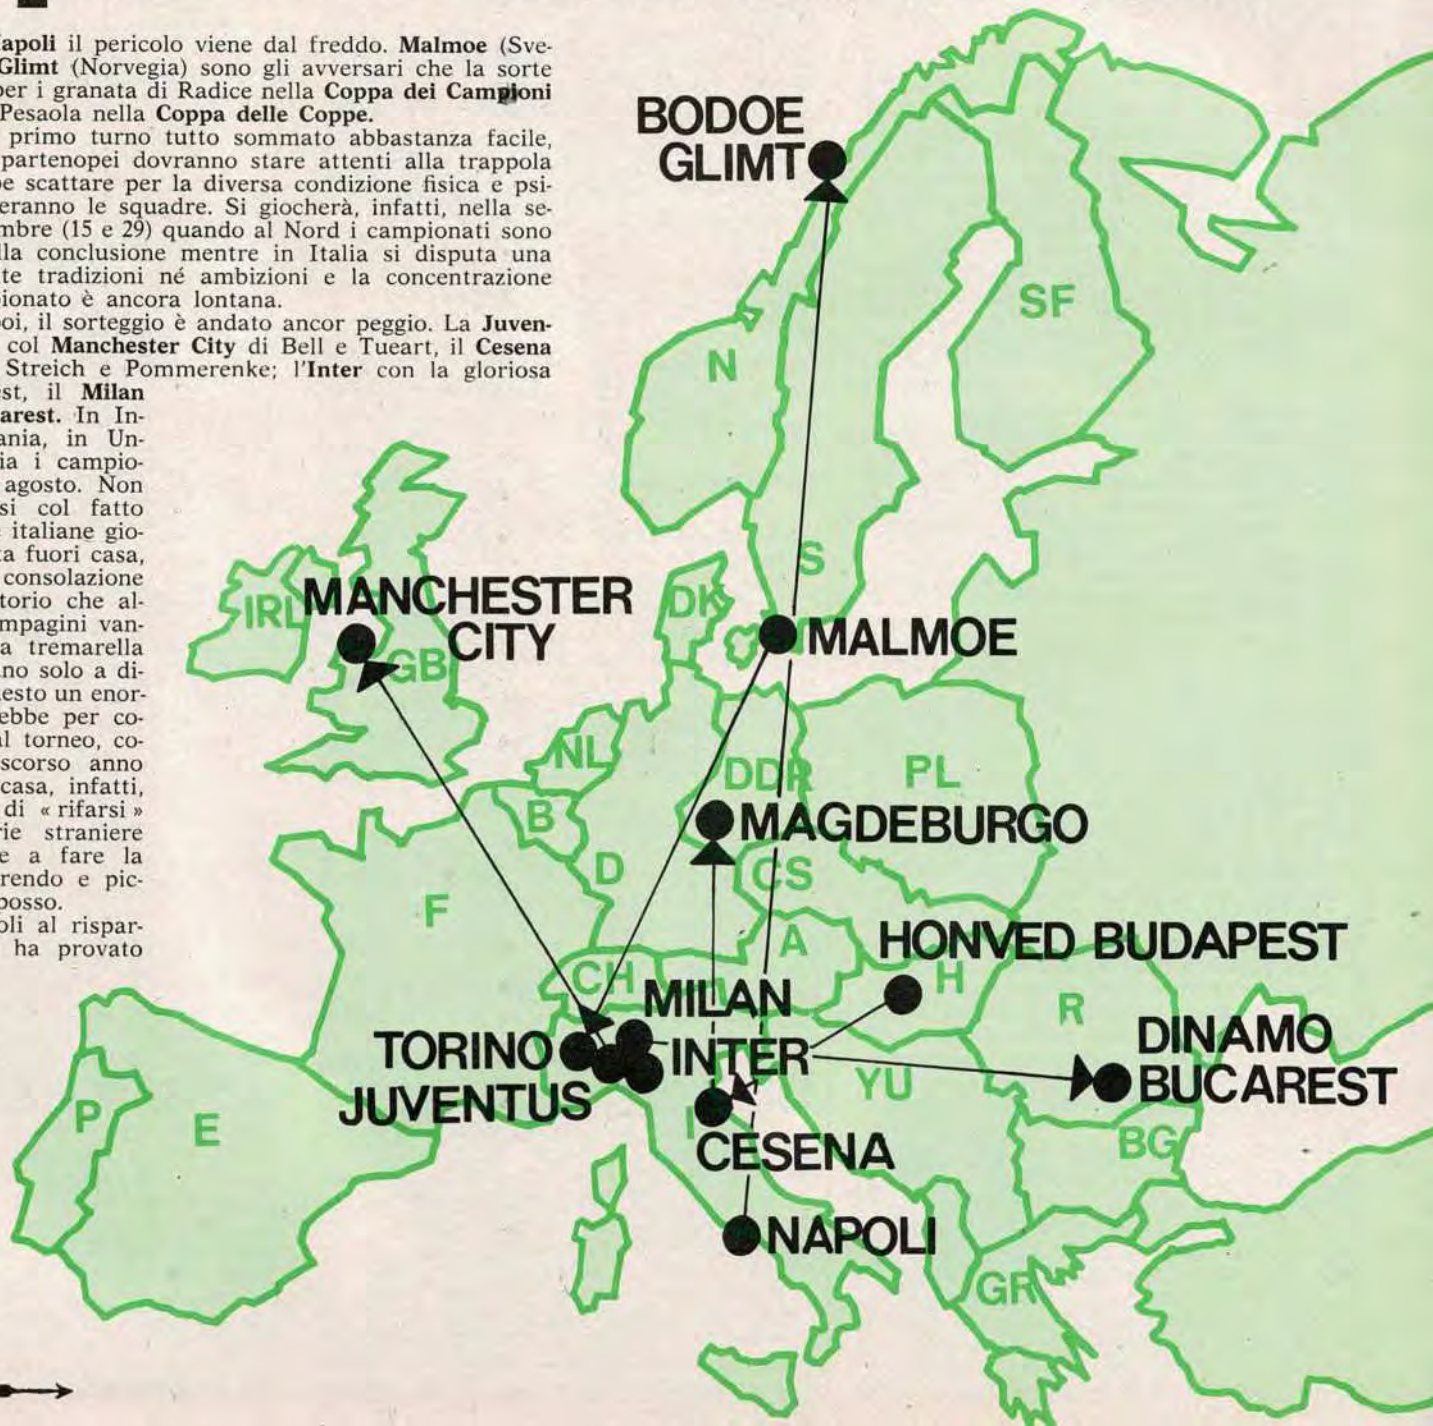 apoli il pericolo viene dal freddo. Malmoe (Sve-
Glimt (Norvegia) sono gli avversari che la sorte
per i granata di Radice nella Coppa dei Campioni
Pesaola nella Coppa delle Coppe.
primo turno tutto sommato abbastanza facile,
partenopei dovranno stare attenti alla trappola
e scattare per la diversa condizione fisica e psi-
eranno le squadre. Si giocherà, infatti, nella se-
mbre (15 e 29) quando al Nord i campionati sono
lla conclusione mentre in Italia si disputa una
te tradizioni né ambizioni e la concentrazione
ionato è ancora lontana.
poi, il sorteggio è andato ancor peggio. La Juven-
col Manchester City di Bell e Tueart, il Cesena
Streich e Pommerenke; l'Inter con la gloriosa
est, il Milan
arest. In In-
ania, in Un-
ia i campio-
agosto. Non
si col fatto
italiane gio-
ta fuori casa,
consolazione
torio che al-
mpagini van-
a tremarella
no solo a di-
esto un enor-
ebbe per co-
al torneo, co-
scorso anno
casa, infatti,
di « rifarsi »
rie straniere
e a fare la
rendo e pic-
posso.
oli al rispar-
ha provato
BODOE
GLIMT
SF
N
S
MANCHESTER
CITY
IRL
GB
DK
MALMOE
NL
DDR
PL
B
MAGDEBURGO
D
CS
F
A
HONVED BUDAPEST
CH
H
MILAN
R
TORINO
INTER
DINAMO
BUCAREST
JUVENTUS
YU
P
E
I
BG
CESENA
NAPOLI
GR